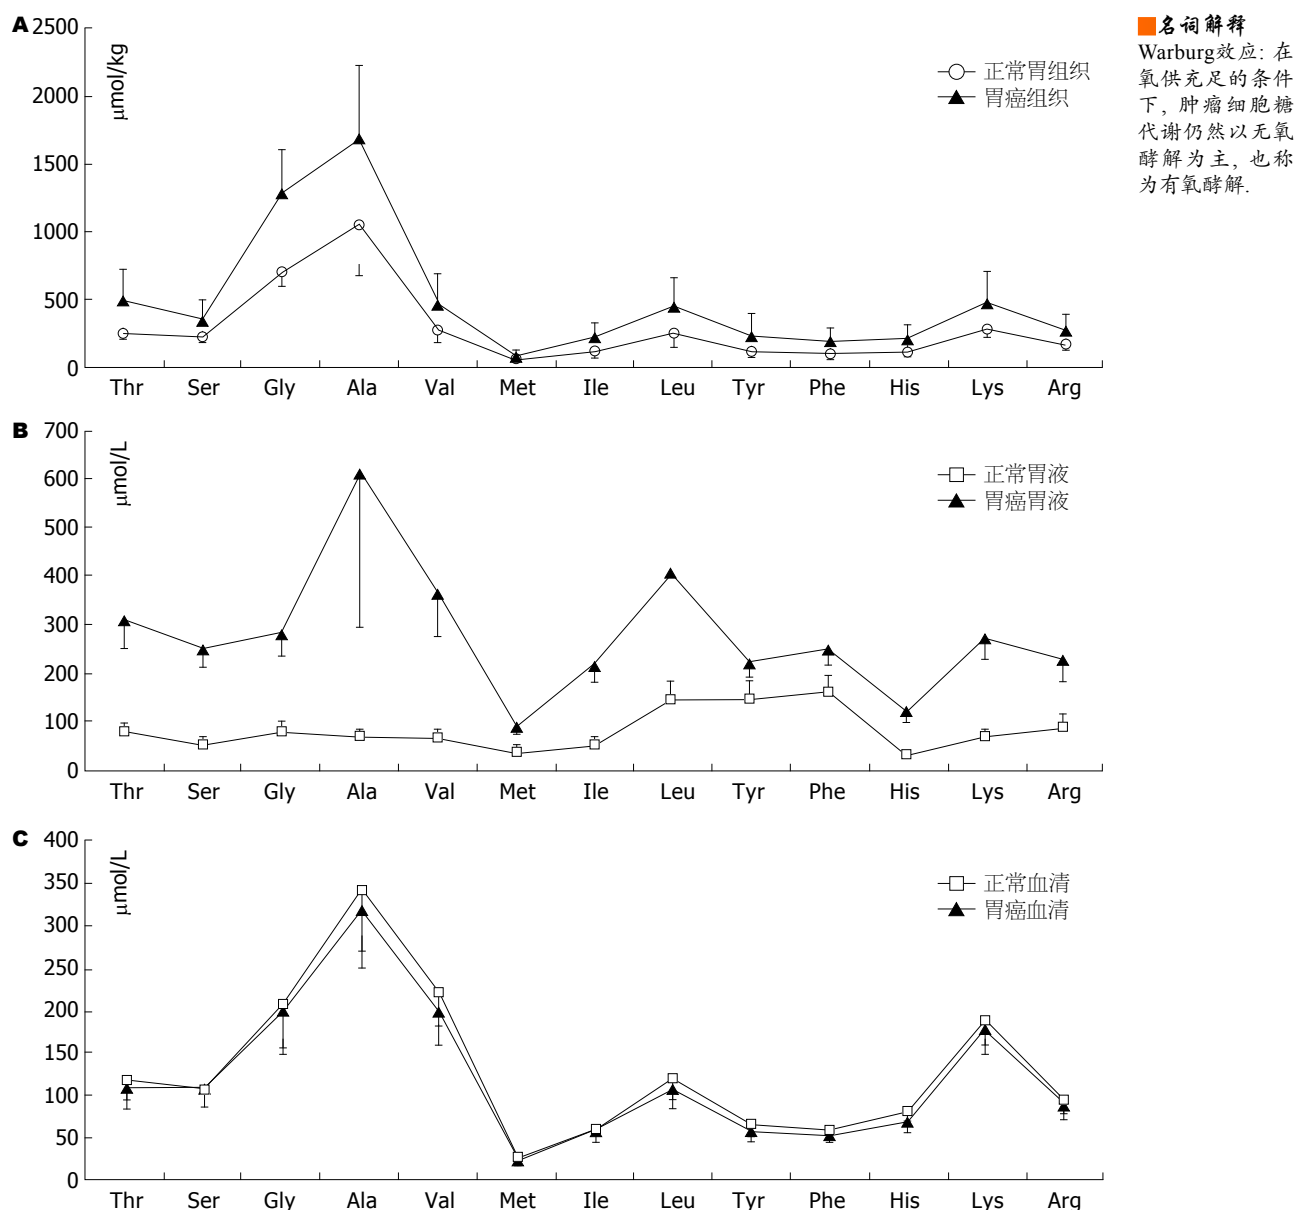 A
2500
2000
1500
1000
500
0
μmol/kg
正常胃组织
胃癌组织
Thr Ser Gly Ala Val Met Ile Leu Tyr Phe His Lys Arg
B
700
600
500
400
300
200
100
0
μmol/L
正常胃液
胃癌胃液
Thr Ser Gly Ala Val Met Ile Leu Tyr Phe His Lys Arg
C
400
350
300
250
200
150
100
50
0
μmol/L
正常血清
胃癌血清
Thr Ser Gly Ala Val Met Ile Leu Tyr Phe His Lys Arg
■名词解释
Warburg效应: 在
氧供充足的条件
下, 肿瘤细胞糖
代谢仍然以无氧
酵解为主, 也称
为有氧酵解.